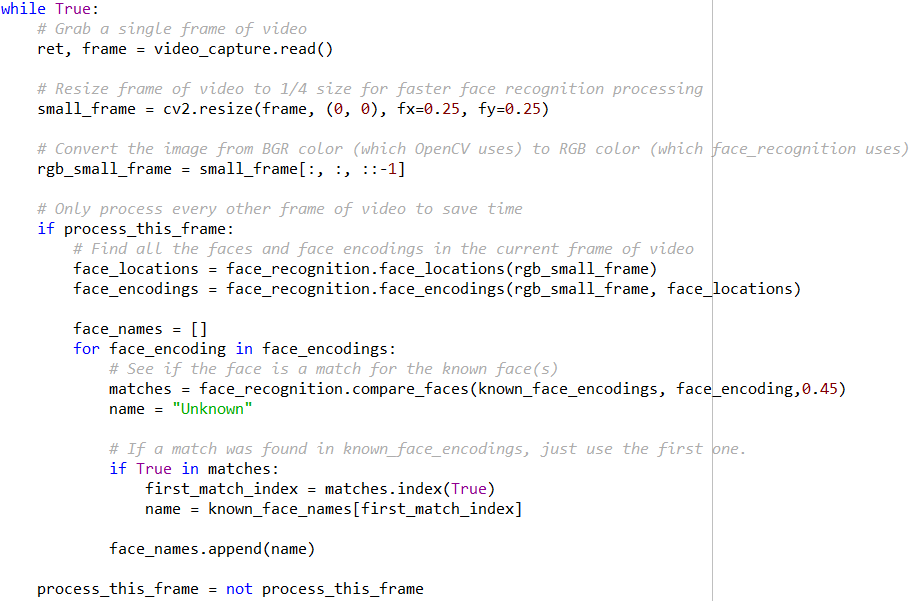 while True:
    # Grab a single frame of video
    ret, frame = video_capture.read()

    # Resize frame of video to 1/4 size for faster face recognition processing
    small_frame = cv2.resize(frame, (0, 0), fx=0.25, fy=0.25)

    # Convert the image from BGR color (which OpenCV uses) to RGB color (which face_recognition uses)
    rgb_small_frame = small_frame[:, :, ::-1]

    # Only process every other frame of video to save time
    if process_this_frame:
        # Find all the faces and face encodings in the current frame of video
        face_locations = face_recognition.face_locations(rgb_small_frame)
        face_encodings = face_recognition.face_encodings(rgb_small_frame, face_locations)

        face_names = []
        for face_encoding in face_encodings:
            # See if the face is a match for the known face(s)
            matches = face_recognition.compare_faces(known_face_encodings, face_encoding,0.45)
            name = "Unknown"

            # If a match was found in known_face_encodings, just use the first one.
            if True in matches:
                first_match_index = matches.index(True)
                name = known_face_names[first_match_index]

            face_names.append(name)

    process_this_frame = not process_this_frame